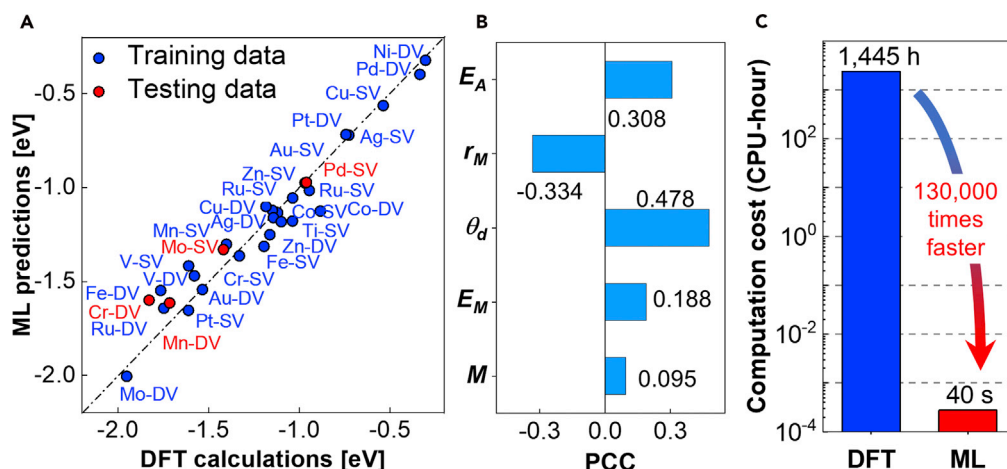 A
ML predictions [eV]
-0.5
-1.0
-1.5
-2.0
Training data
Testing data
Ni-DV
Pd-DV
Cu-SV
Pt-DV
Ag-SV
Au-SV
Pd-SV
Zn-SV
Ru-SV
Ru-SV
Cu-DV
Co-SV
Co-DV
Ag-DV
Ti-SV
Mn-SV
Zn-DV
Mo-SV
Fe-SV
V-SV
Cr-SV
V-DV
Au-DV
Fe-DV
Cr-DV
Pt-SV
Ru-DV
Mn-DV
Mo-DV
-2.0 -1.5 -1.0 -0.5
DFT calculations [eV]
B
E_A
0.308
r_M
-0.334
0.478
θ_d
E_M
0.188
M
0.095
-0.3 0.0 0.3
PCC
C
Computation cost (CPU-hour)
10²
10⁰
10⁻²
10⁻⁴
1,445 h
130,000
times
faster
40 s
DFT ML